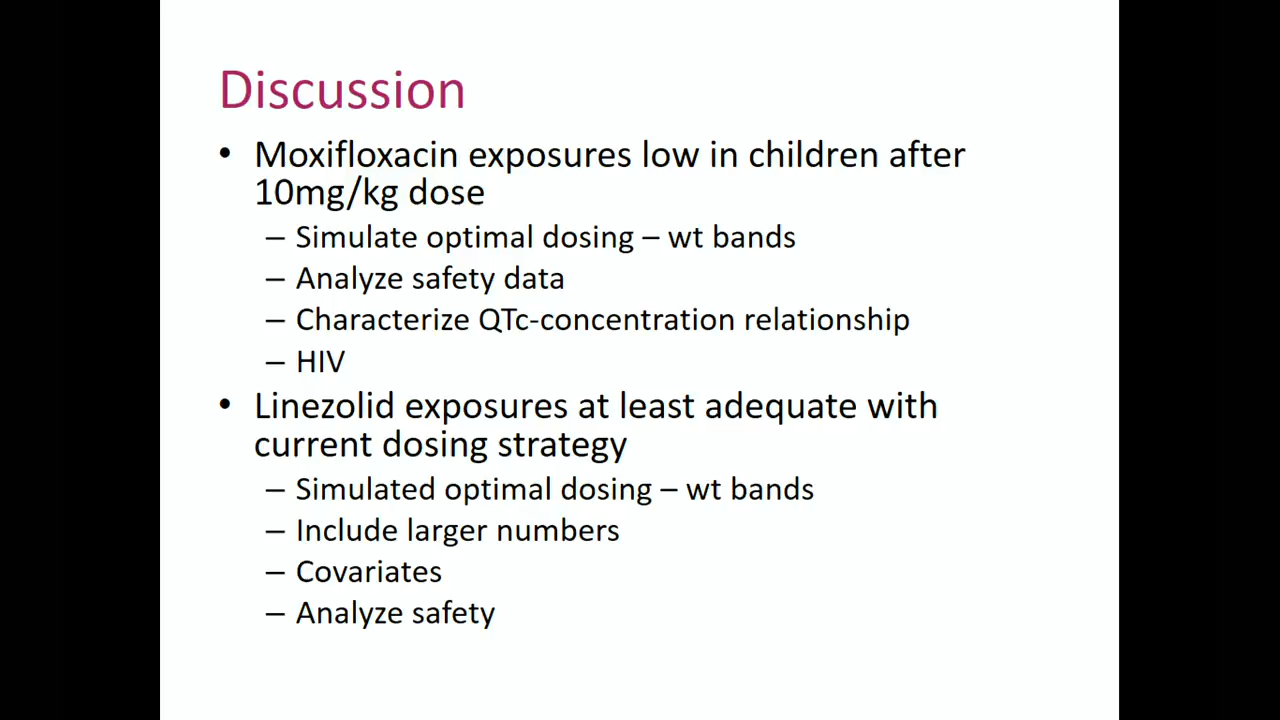 Discussion
• Moxifloxacin exposures low in children after
10mg/kg dose
– Simulate optimal dosing – wt bands
– Analyze safety data
– Characterize QTc-concentration relationship
– HIV
• Linezolid exposures at least adequate with
current dosing strategy
– Simulated optimal dosing – wt bands
– Include larger numbers
– Covariates
– Analyze safety